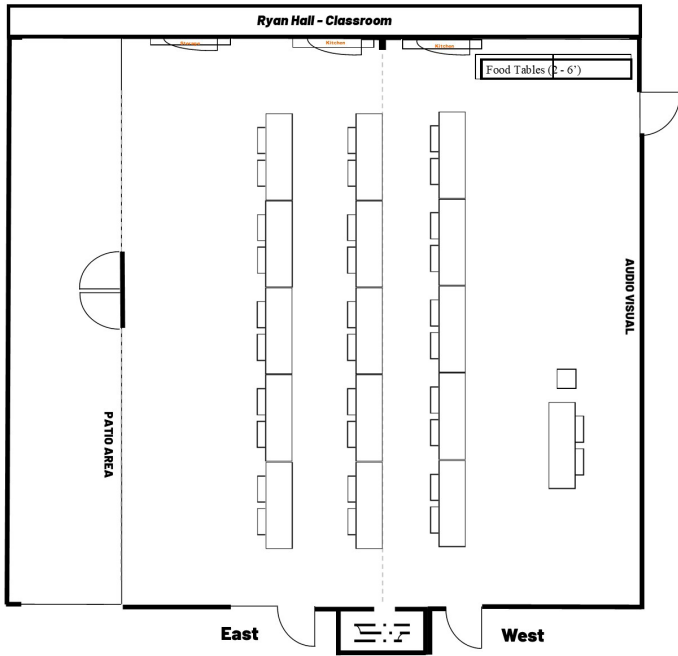 Ryan Hall - Classroom
Kitchen
Kitchen
Food Tables (2 - 6')
AUDIO VISUAL
PATIO AREA
East
West